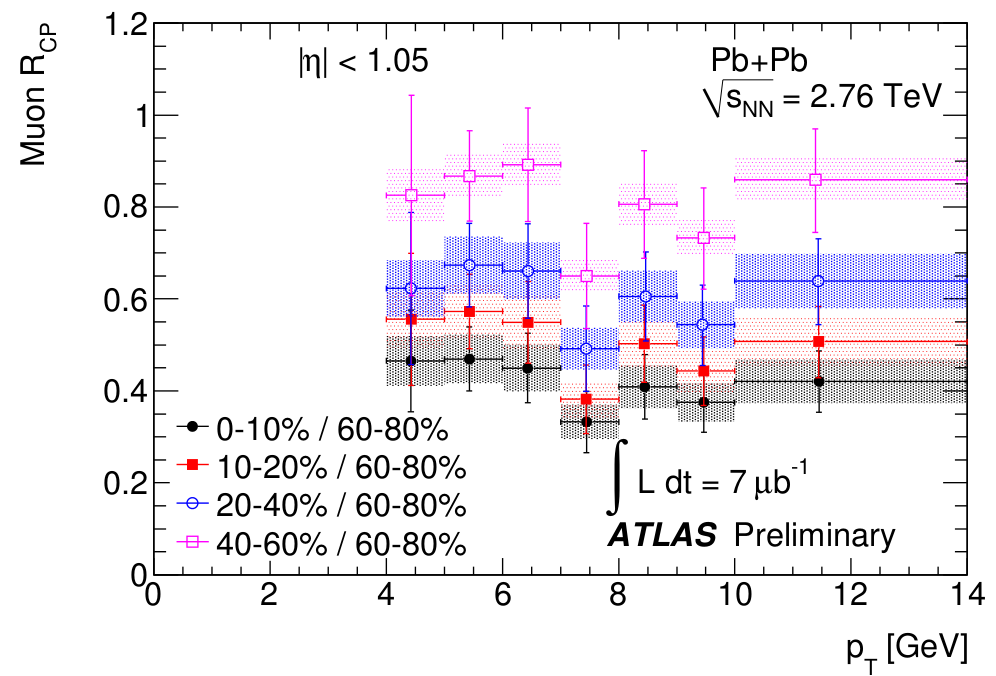 1.2
1
0.8
0.6
0.4
0.2
0
Muon R_CP
|η| < 1.05
Pb+Pb
√s_NN = 2.76 TeV
0-10% / 60-80%
10-20% / 60-80%
20-40% / 60-80%
40-60% / 60-80%
∫ L dt = 7 μb⁻¹
ATLAS Preliminary
0 2 4 6 8 10 12 14
p_T [GeV]